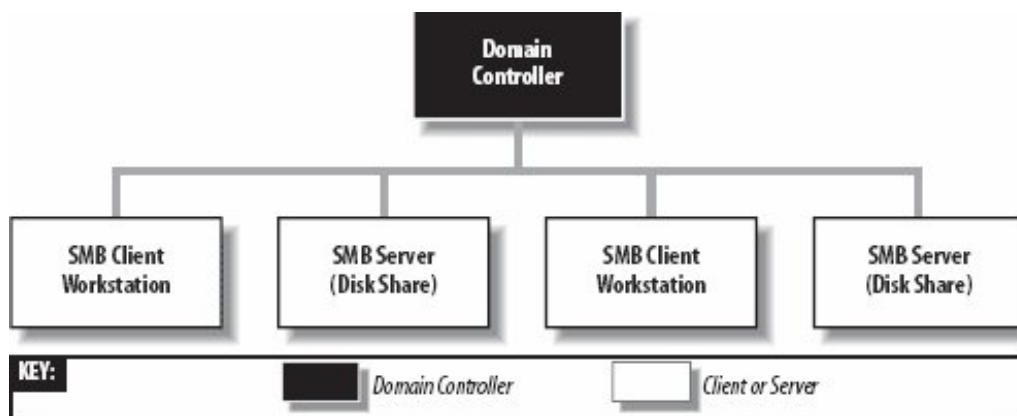 Domain
Controller
SMB Client
Workstation
SMB Server
(Disk Share)
SMB Client
Workstation
SMB Server
(Disk Share)
KEY:
Domain Controller
Client or Server